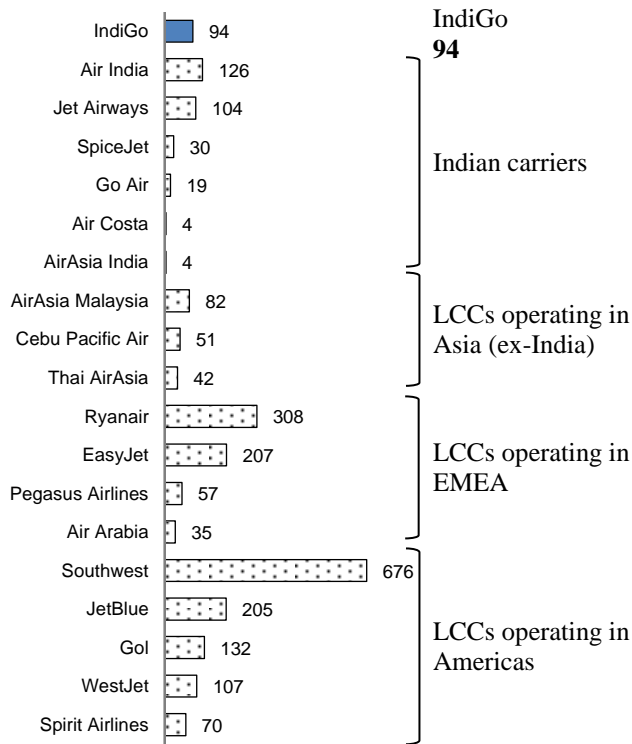 IndiGo 94
IndiGo
94
Air India 126
Jet Airways 104
SpiceJet 30
Go Air 19
Air Costa 4
AirAsia India 4
Indian carriers
AirAsia Malaysia 82
Cebu Pacific Air 51
Thai AirAsia 42
LCCs operating in
Asia (ex-India)
Ryanair 308
EasyJet 207
Pegasus Airlines 57
Air Arabia 35
LCCs operating in
EMEA
Southwest 676
JetBlue 205
Gol 132
WestJet 107
Spirit Airlines 70
LCCs operating in
Americas